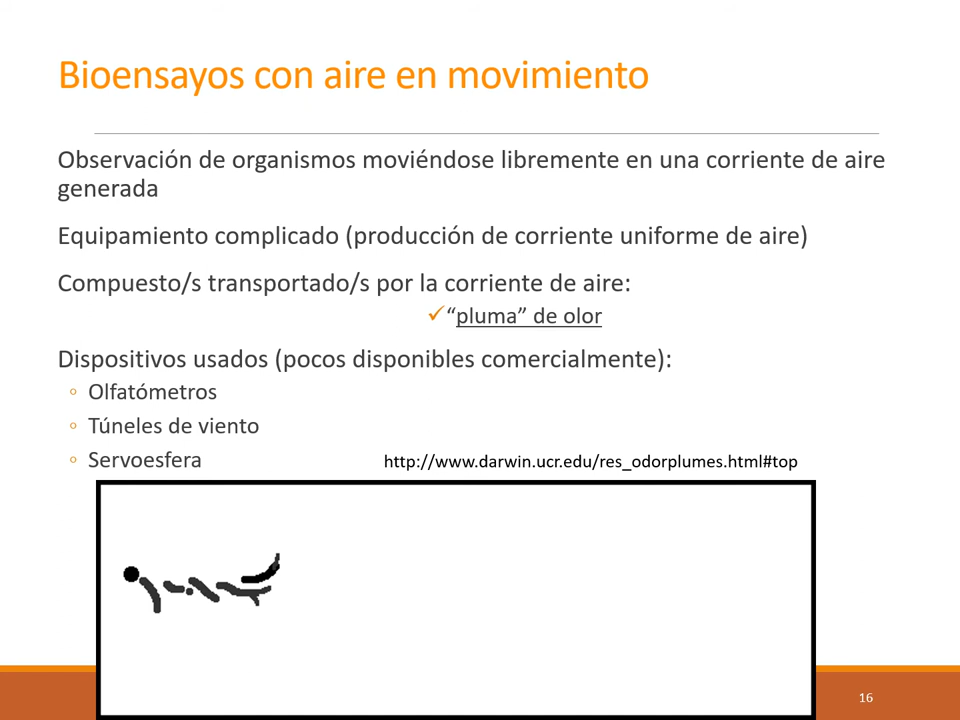 Bioensayos con aire en movimiento
Observación de organismos moviéndose libremente en una corriente de aire
generada
Equipamiento complicado (producción de corriente uniforme de aire)
Compuesto/s transportado/s por la corriente de aire:
✓“pluma” de olor
Dispositivos usados (pocos disponibles comercialmente):
◦ Olfatómetros
◦ Túneles de viento
◦ Servoesfera
http://www.darwin.ucr.edu/res_odorplumes.html#top
16